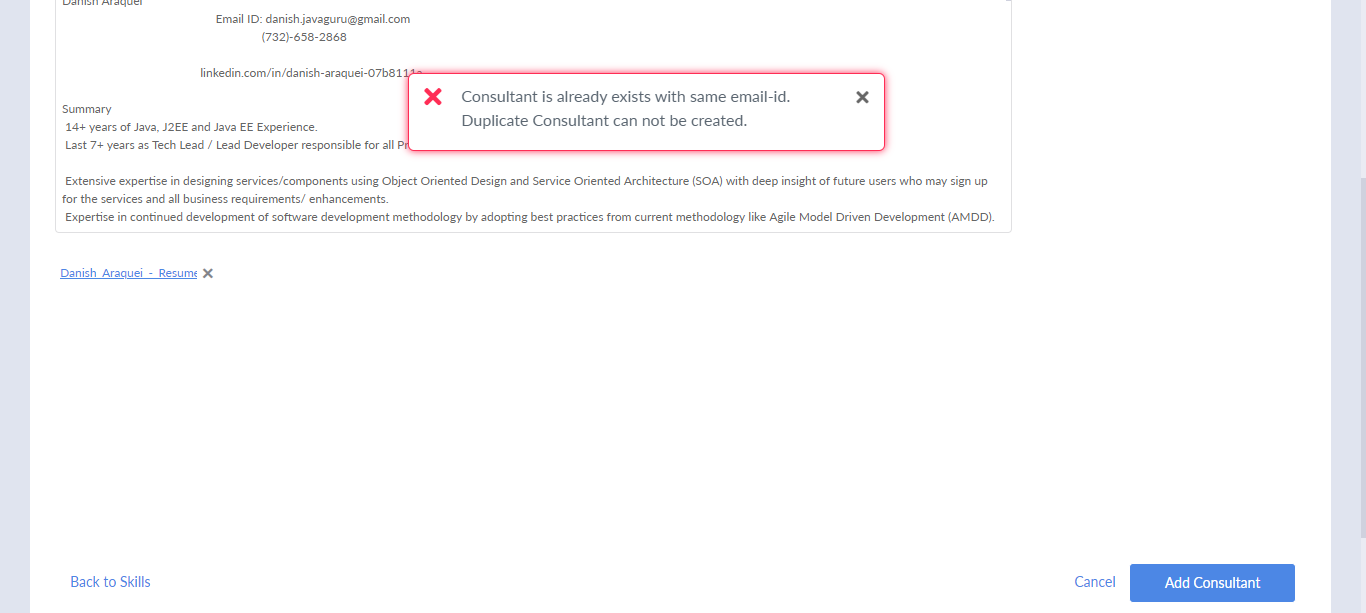 Danish Araquei
Email ID: danish.javaguru@gmail.com
(732)-658-2868
linkedin.com/in/danish-araquei-07b8111a
Consultant is already exists with same email-id.
Duplicate Consultant can not be created.
Summary
14+ years of Java, J2EE and Java EE Experience.
Last 7+ years as Tech Lead / Lead Developer responsible for all
Extensive expertise in designing services/components using Object Oriented Design and Service Oriented Architecture (SOA) with deep insight of future users who may sign up
for the services and all business requirements/ enhancements.
Expertise in continued development of software development methodology by adopting best practices from current methodology like Agile Model Driven Development (AMDD).
Danish_Araquei_-_Resume
Back to Skills
Cancel
Add Consultant